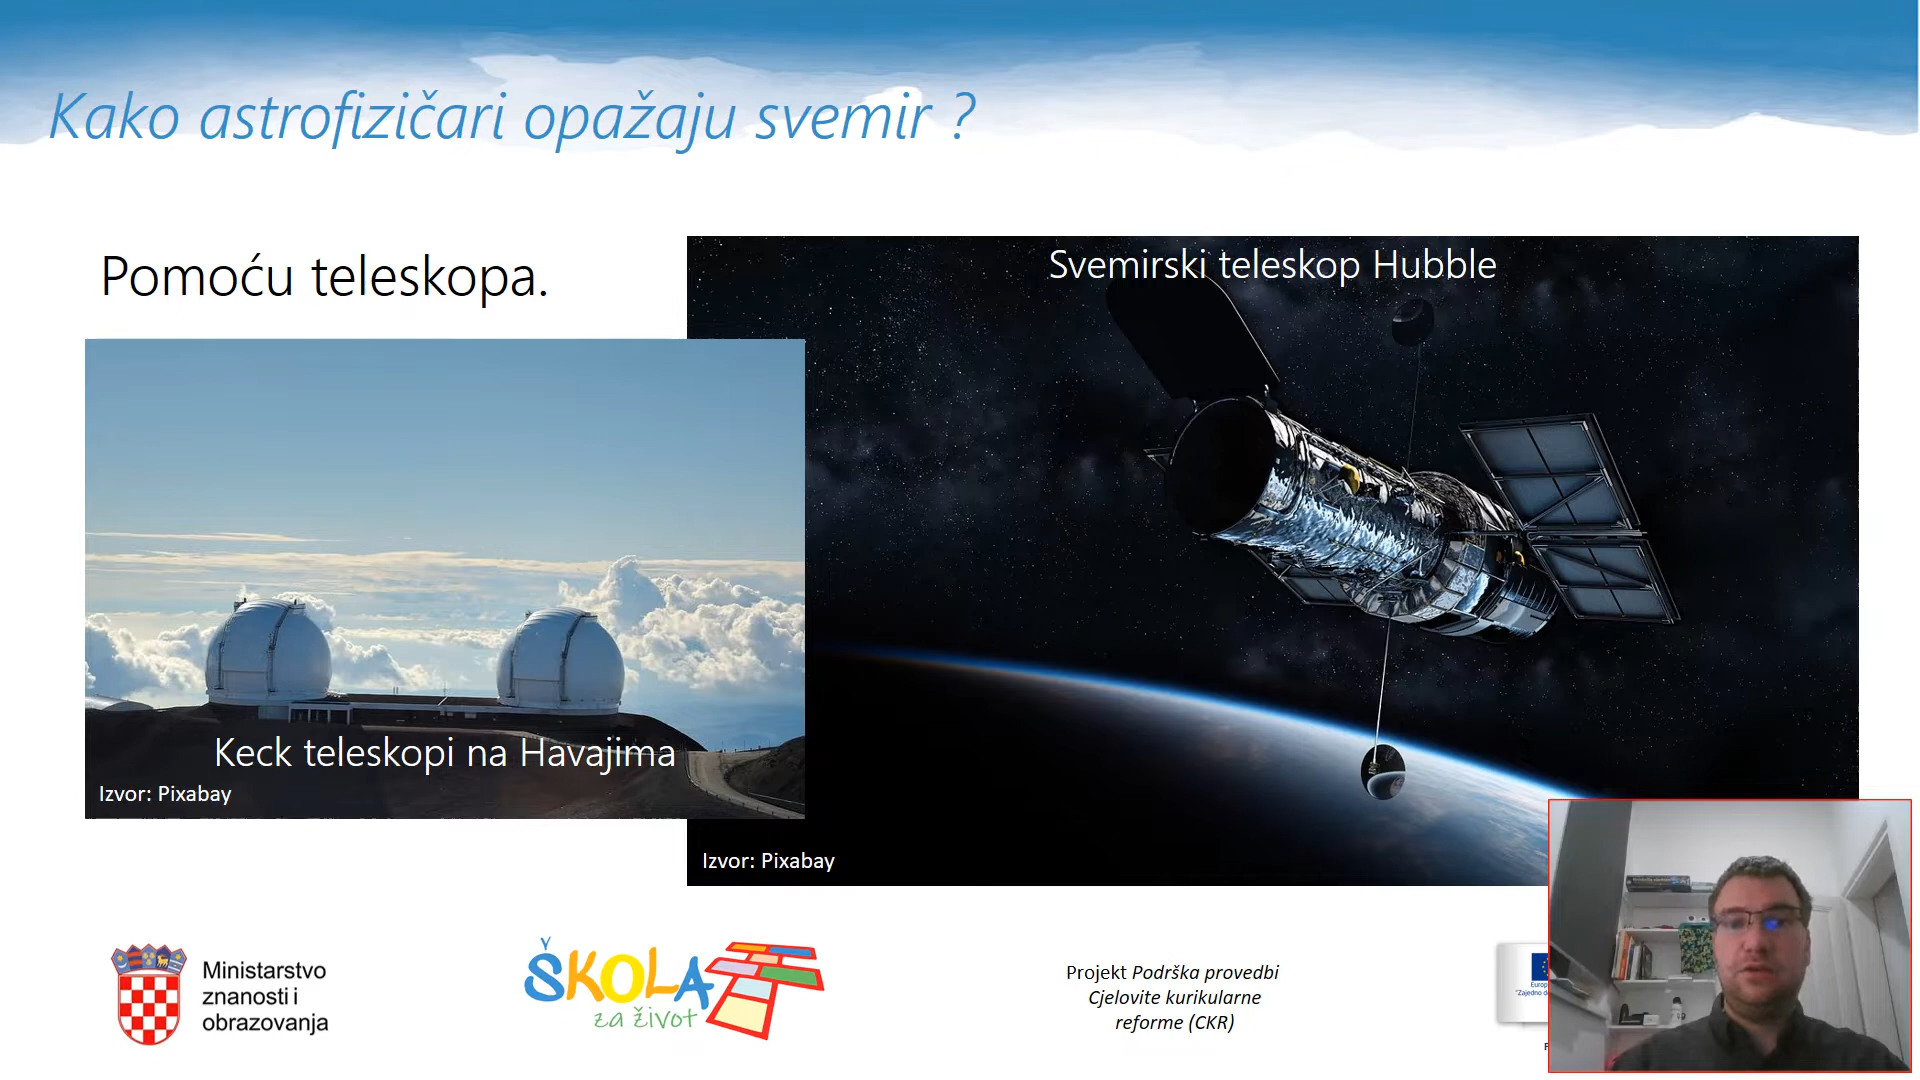 Kako astrofizičari opažaju svemir ?
Pomoću teleskopa.
Svemirski teleskop Hubble
Keck teleskopi na Havajima
Izvor: Pixabay
Izvor: Pixabay
Ministarstvo
znanosti i
obrazovanja
ŠKOLA
za život
Projekt Podrška provedbi
Cjelovite kurikularne
reforme (CKR)